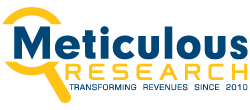 Meticulous
RESEARCH
TRANSFORMING REVENUES SINCE 2010